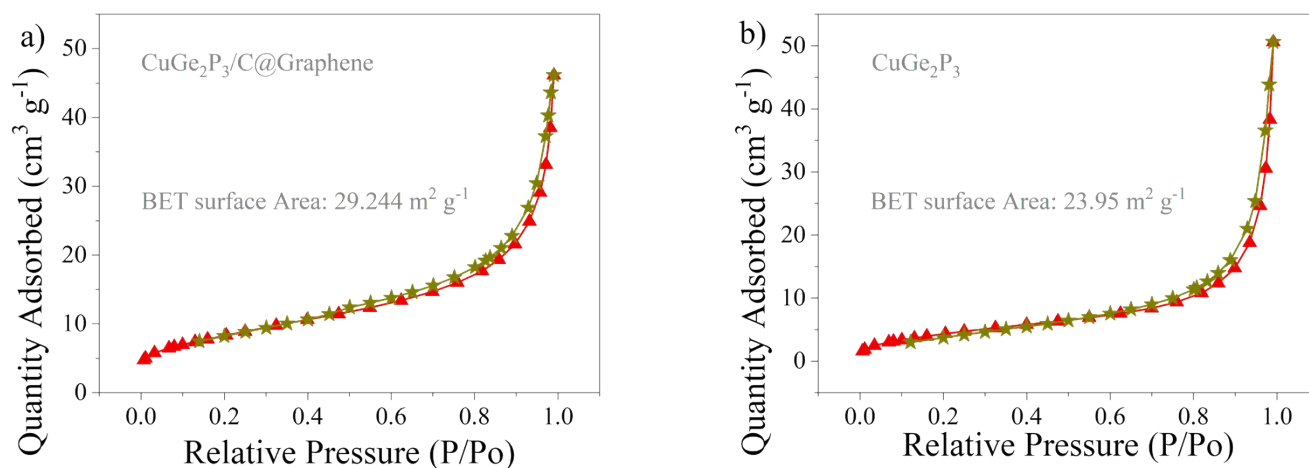 a)
CuGe₂P₃/C@Graphene
BET surface Area: 29.244 m² g⁻¹
Quantity Adsorbed (cm³ g⁻¹)
50
40
30
20
10
0
0.0 0.2 0.4 0.6 0.8 1.0
Relative Pressure (P/Po)
b)
CuGe₂P₃
BET surface Area: 23.95 m² g⁻¹
Quantity Adsorbed (cm³ g⁻¹)
50
40
30
20
10
0
0.0 0.2 0.4 0.6 0.8 1.0
Relative Pressure (P/Po)